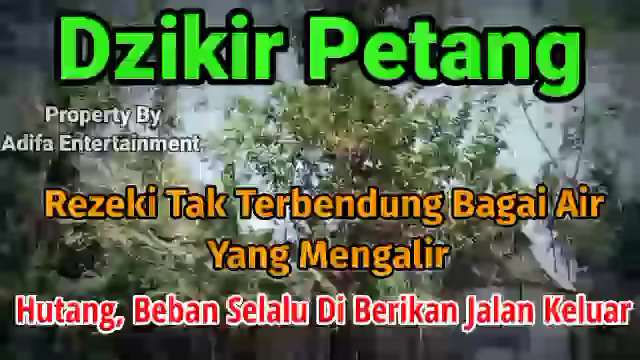 Dzikir Petang
Property By
Adifa Entertainment
Rezeki Tak Terbendung Bagai Air
Yang Mengalir
Hutang, Beban Selalu Di Berikan Jalan Keluar